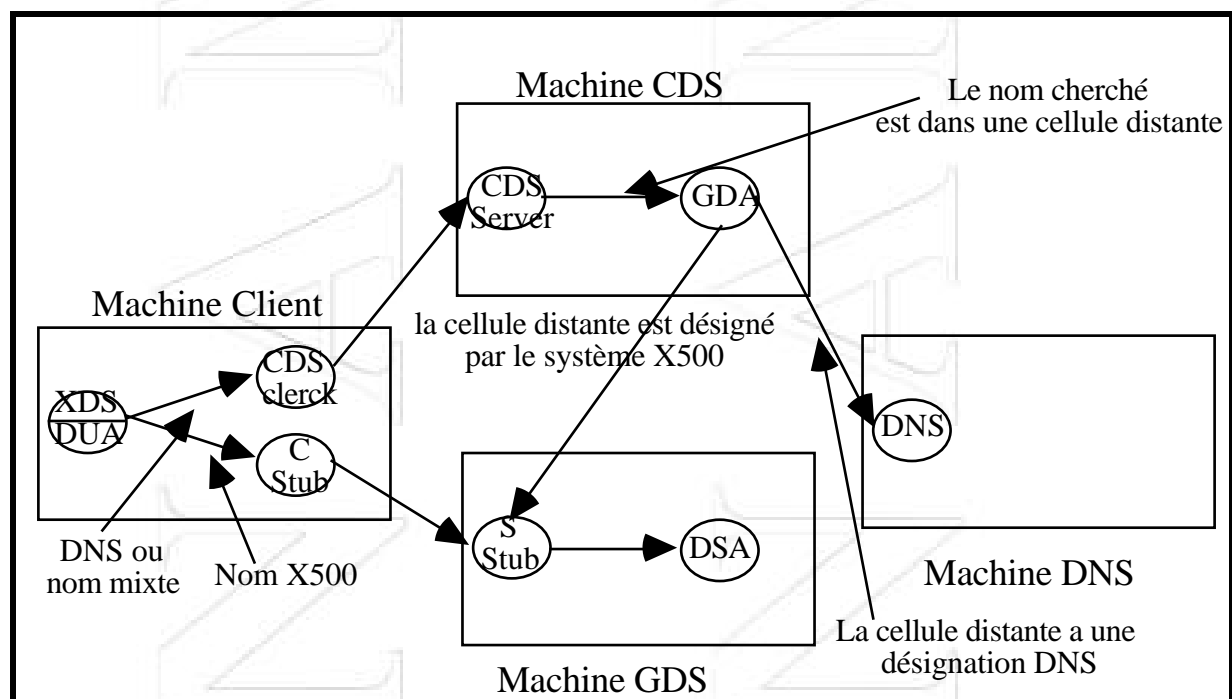 Machine CDS
Le nom cherché
est dans une cellule distante
CDS
Server
GDA
Machine Client
la cellule distante est désigné
par le système X500
CDS
clerck
XDS
DUA
C
Stub
DNS
S
Stub
DSA
DNS ou
nom mixte
Nom X500
Machine DNS
La cellule distante a une
désignation DNS
Machine GDS